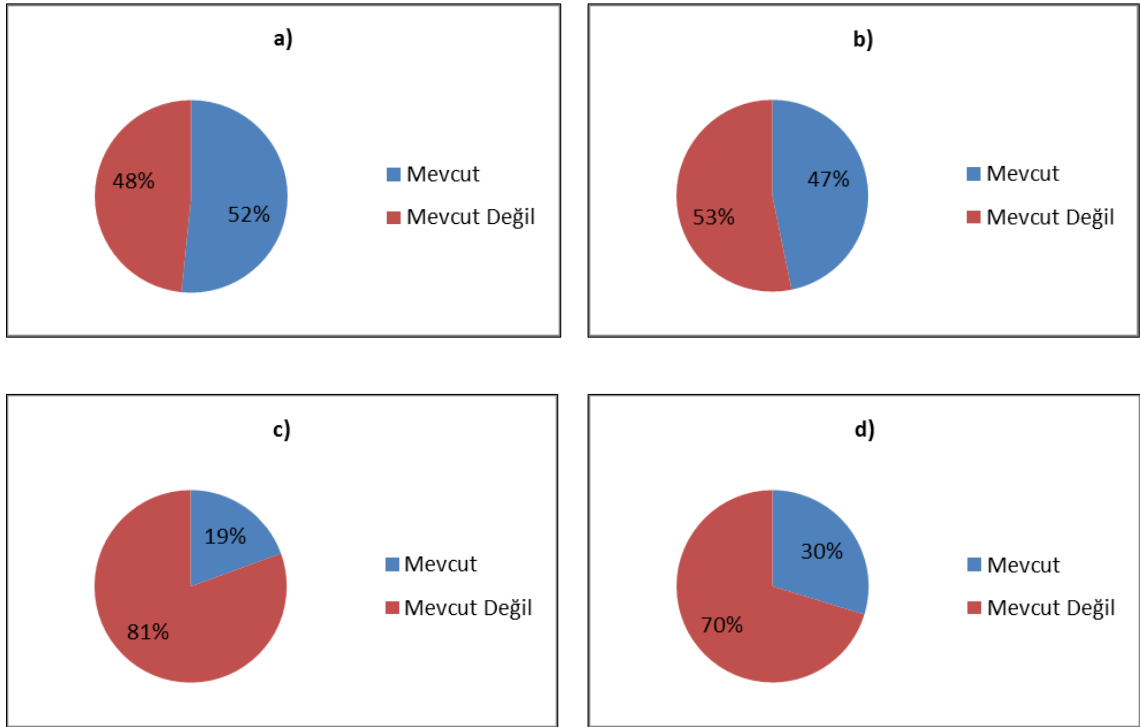 a)
48%
52%
Mevcut
Mevcut Değil
b)
47%
53%
Mevcut
Mevcut Değil
c)
19%
81%
Mevcut
Mevcut Değil
d)
30%
70%
Mevcut
Mevcut Değil